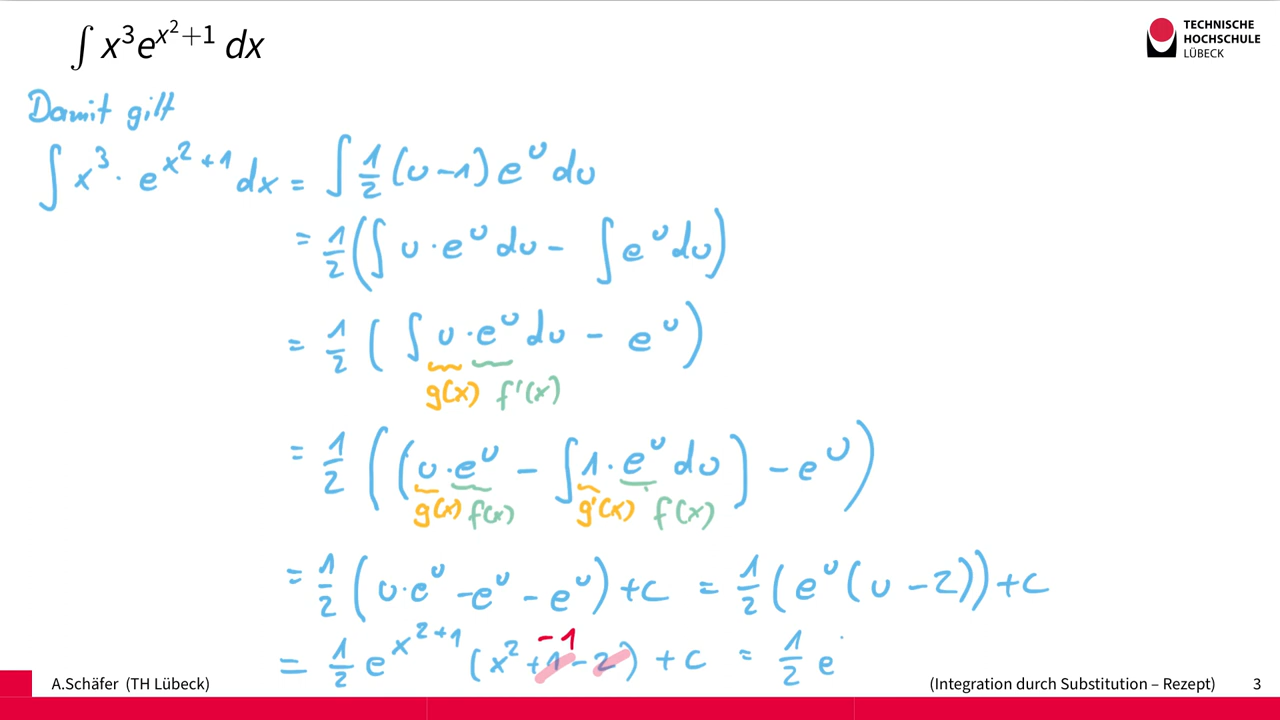 ∫ x³e^(x²+1) dx
TECHNISCHE
HOCHSCHULE
LÜBECK
Damit gilt
∫ x³ · e^(x²+1) dx = ∫ 1/2 (u-1) e^u du
= 1/2 (∫ u · e^u du - ∫ e^u du)
= 1/2 ( ∫ u · e^u du - e^u )
g(x) f'(x)
= 1/2 ( ( u · e^u - ∫ 1 · e^u du ) - e^u )
g(x) f(x) g'(x) f(x)
= 1/2 ( u · e^u - e^u - e^u ) + c = 1/2 ( e^u ( u - 2 ) ) + c
-1
= 1/2 e^(x²+1) ( x² +1 -2 ) + c = 1/2 e
A.Schäfer (TH Lübeck) (Integration durch Substitution – Rezept) 3